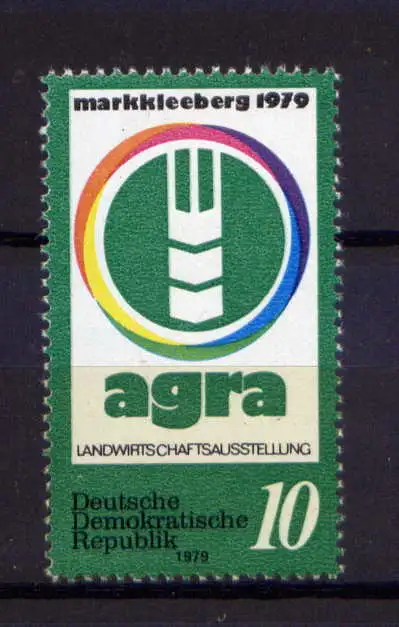 markkleeberg 1979
agra
LANDWIRTSCHAFTSAUSSTELLUNG
Deutsche
Demokratische
Republik
1979
10